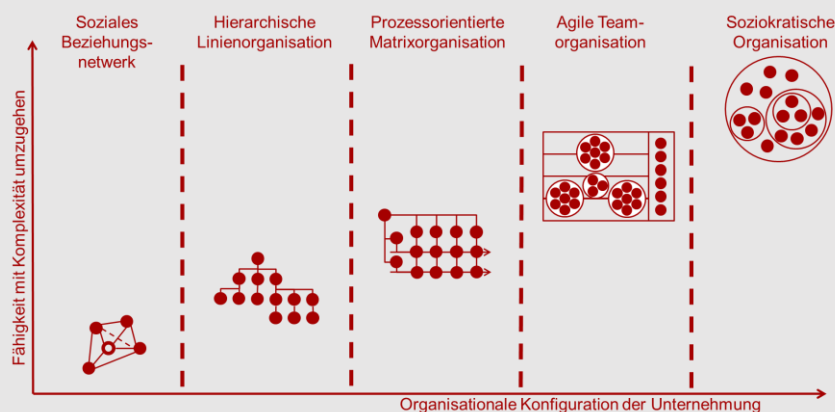 Soziales
Beziehungs-
netwerk
Hierarchische
Linienorganisation
Prozessorientierte
Matrixorganisation
Agile Team-
organisation
Soziokratische
Organisation
Fähigkeit mit Komplexität umzugehen
Organisationale Konfiguration der Unternehmung